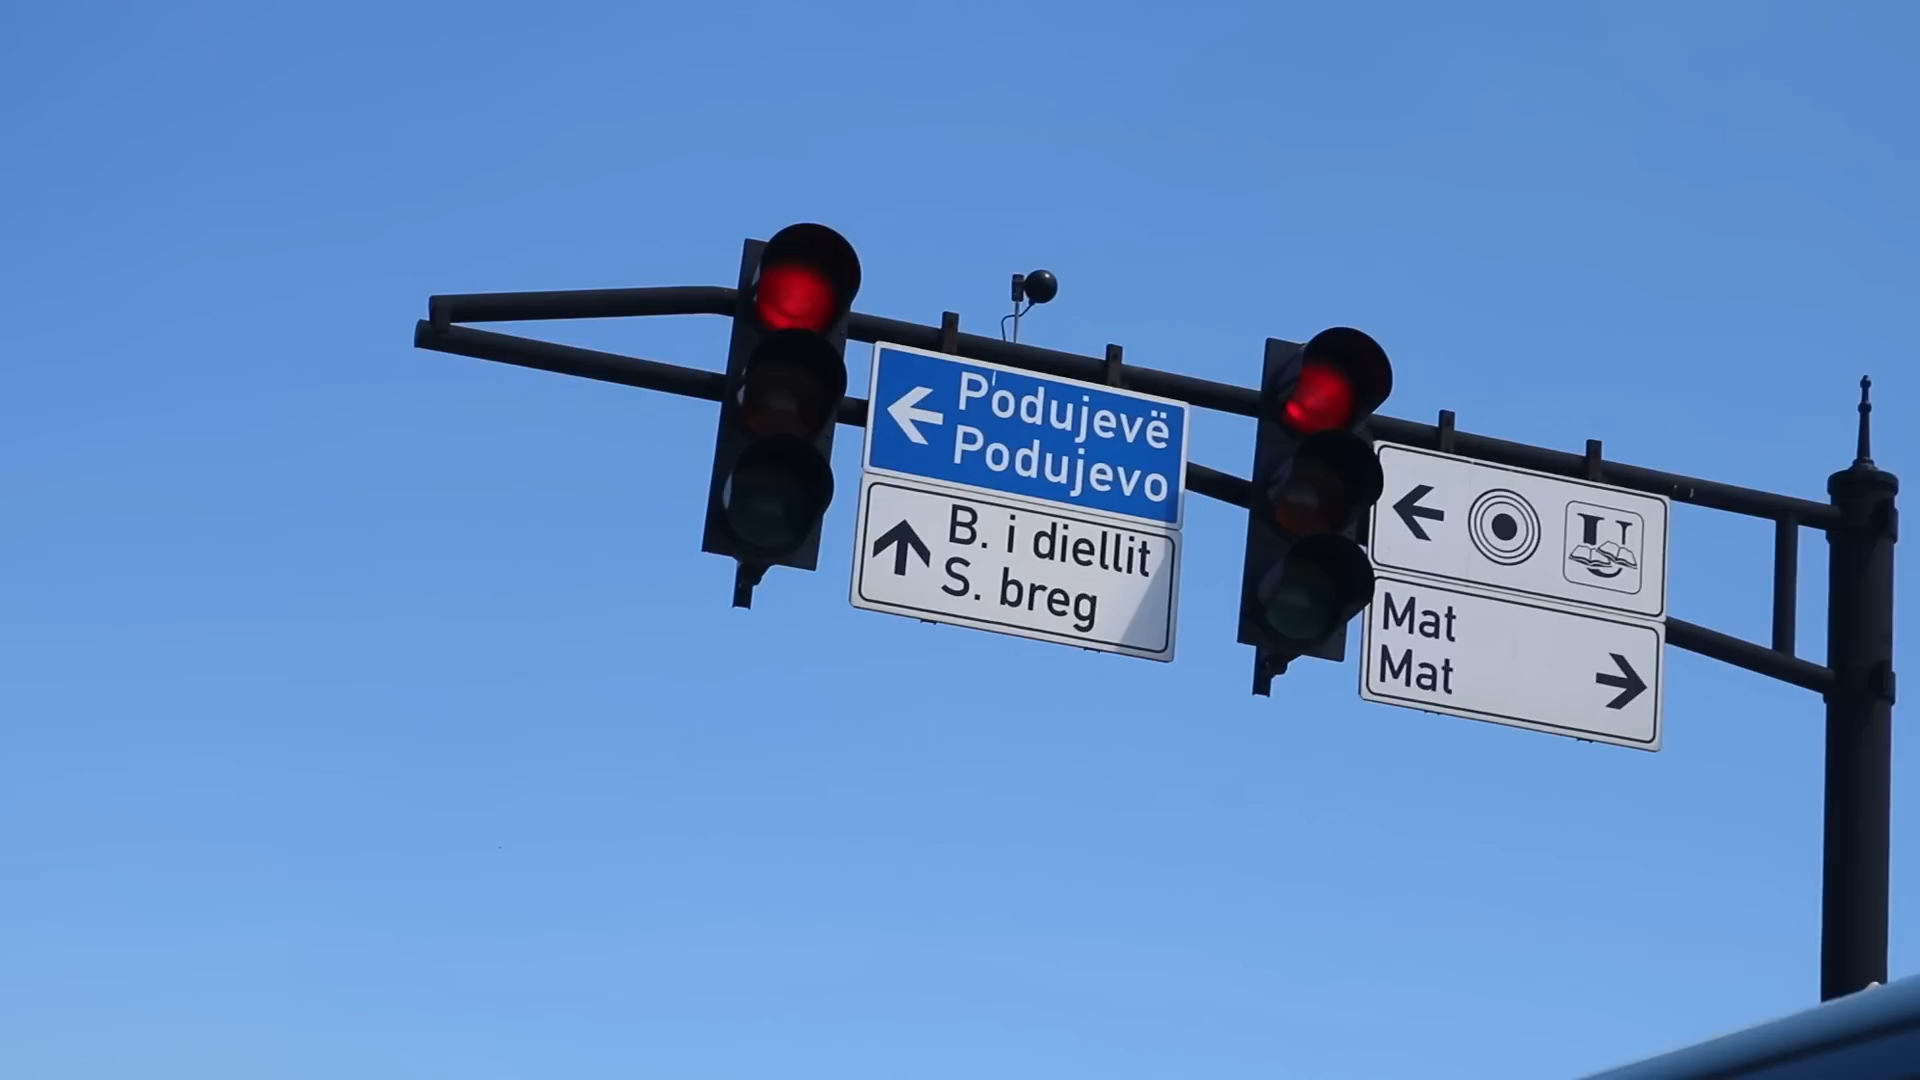 Podujevë
Podujevo
B. i diellit
S. breg
U
Mat
Mat